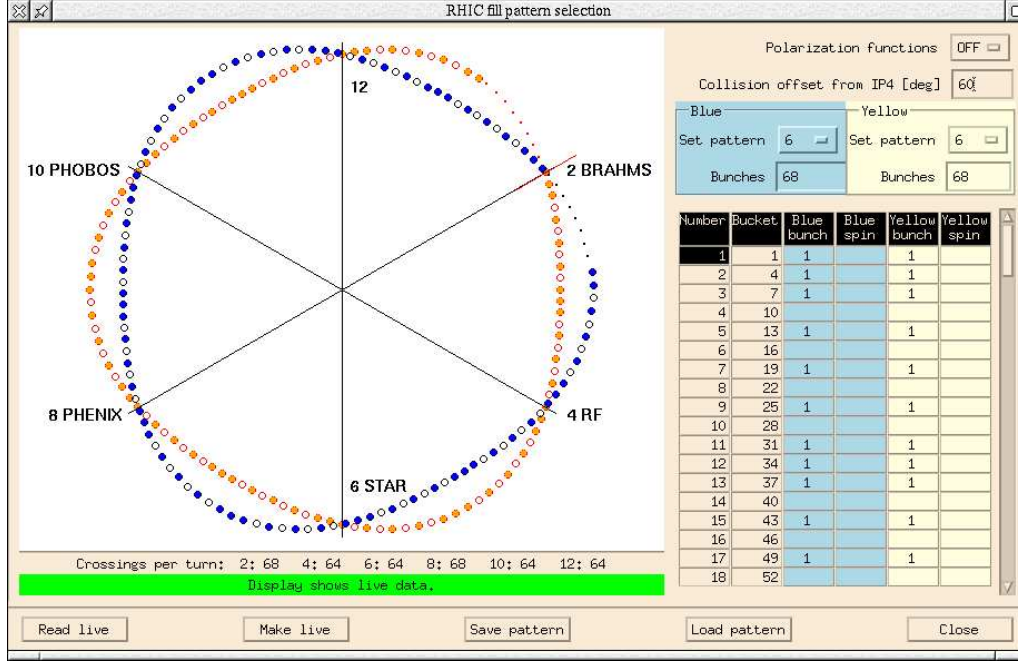 RHIC fill pattern selection
Polarization functions OFF
Collision offset from IP4 [deg] 60
12
10 PHOBOS
2 BRAHMS
8 PHENIX
4 RF
6 STAR
Blue Yellow
Set pattern 6 Set pattern 6
Bunches 68 Bunches 68
Number Bucket Blue bunch Blue spin Yellow bunch Yellow spin
1 1 1 1
2 4 1 1
3 7 1 1
4 10
5 13 1 1
6 16
7 19 1 1
8 22
9 25 1 1
10 28
11 31 1 1
12 34 1 1
13 37 1 1
14 40
15 43 1 1
16 46
17 49 1 1
18 52
Crossings per turn: 2: 68 4: 64 6: 64 8: 68 10: 64 12: 64
Display shows live data.
Read live Make live Save pattern Load pattern Close